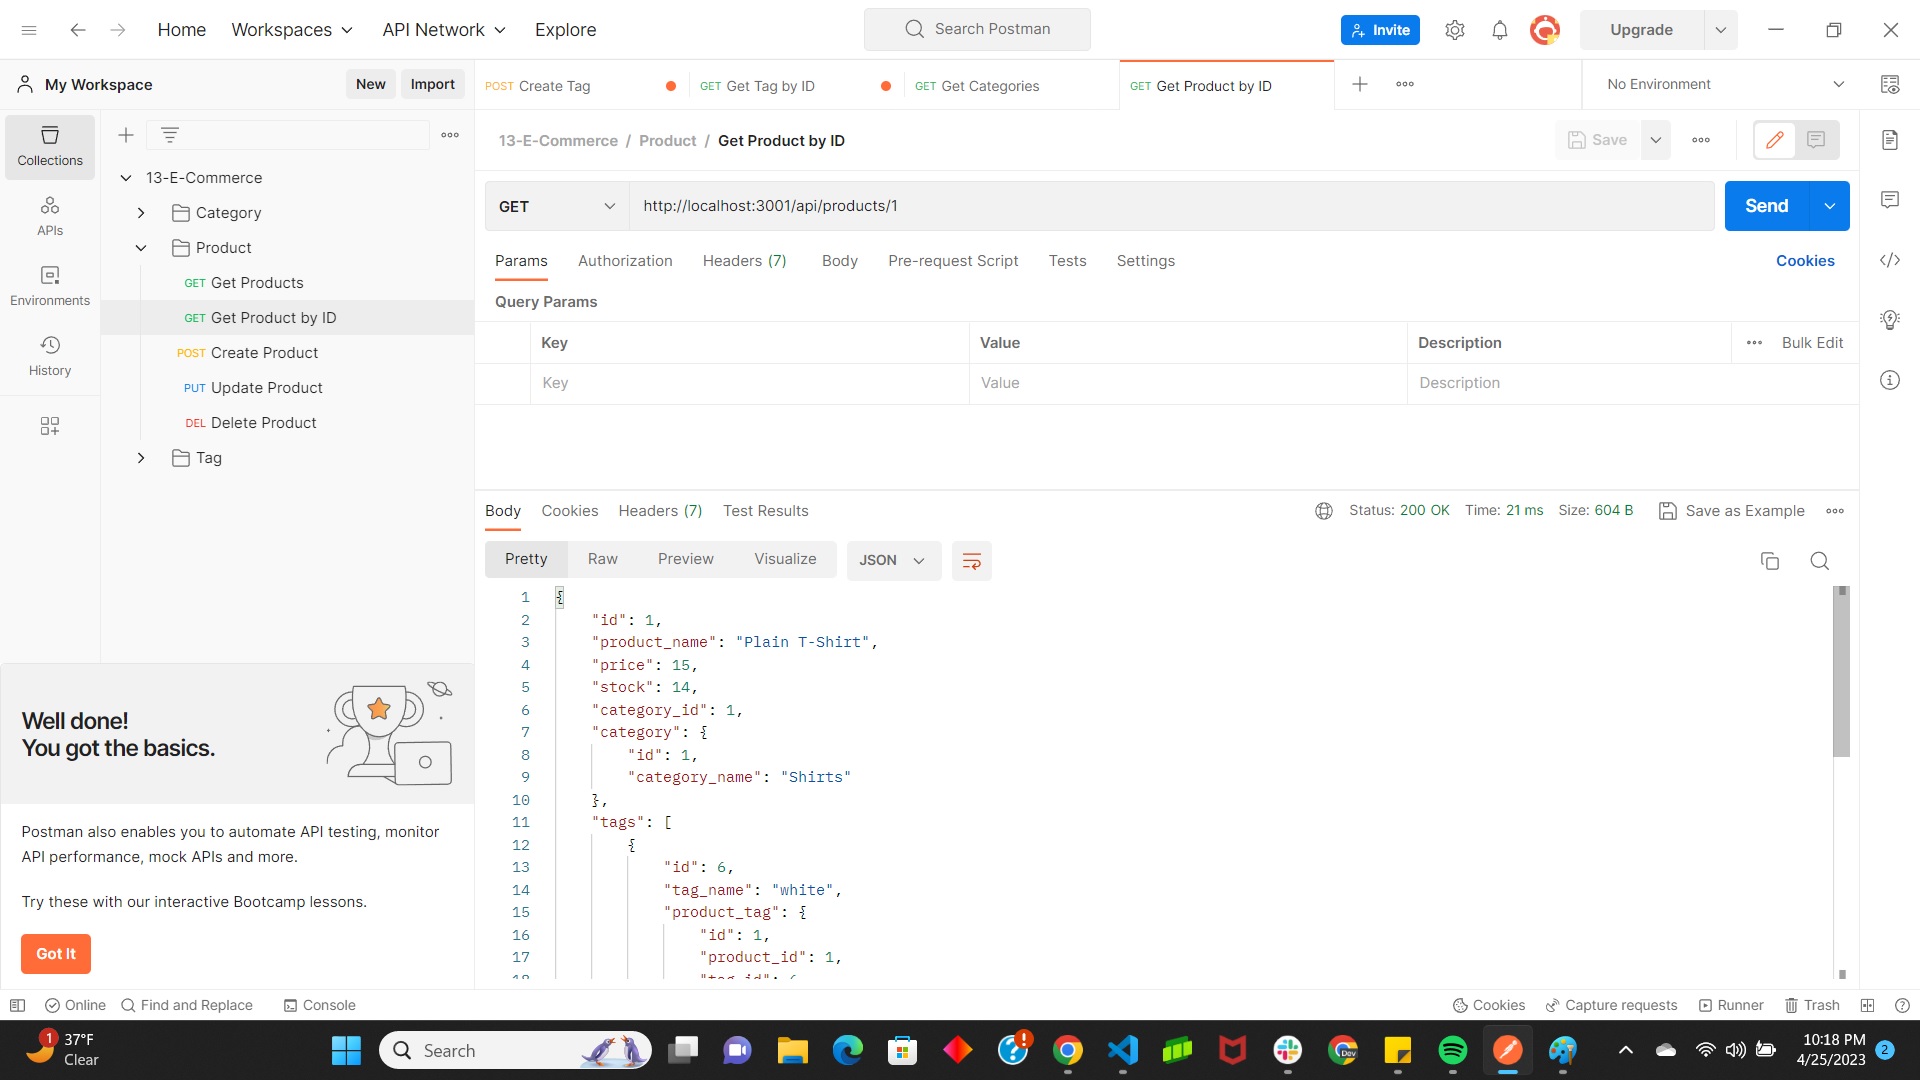 Home Workspaces API Network Explore
Search Postman
Invite
Upgrade
My Workspace
New Import
POST Create Tag
GET Get Tag by ID
GET Get Categories
GET Get Product by ID
No Environment
Collections
APIs
Environments
History
13-E-Commerce
Category
Product
GET Get Products
GET Get Product by ID
POST Create Product
PUT Update Product
DEL Delete Product
Tag
13-E-Commerce / Product / Get Product by ID
Save
GET http://localhost:3001/api/products/1
Send
Params Authorization Headers (7) Body Pre-request Script Tests Settings Cookies
Query Params
Key Value Description Bulk Edit
Key Value Description
Body Cookies Headers (7) Test Results
Status: 200 OK Time: 21 ms Size: 604 B Save as Example
Pretty Raw Preview Visualize JSON
1 {
2 "id": 1,
3 "product_name": "Plain T-Shirt",
4 "price": 15,
5 "stock": 14,
6 "category_id": 1,
7 "category": {
8 "id": 1,
9 "category_name": "Shirts"
10 },
11 "tags": [
12 {
13 "id": 6,
14 "tag_name": "white",
15 "product_tag": {
16 "id": 1,
17 "product_id": 1,
Well done!
You got the basics.
Postman also enables you to automate API testing, monitor
API performance, mock APIs and more.
Try these with our interactive Bootcamp lessons.
Got It
Online Find and Replace Console
Cookies Capture requests Runner Trash
1 37°F
Clear
Search
Dev
10:18 PM
4/25/2023
2